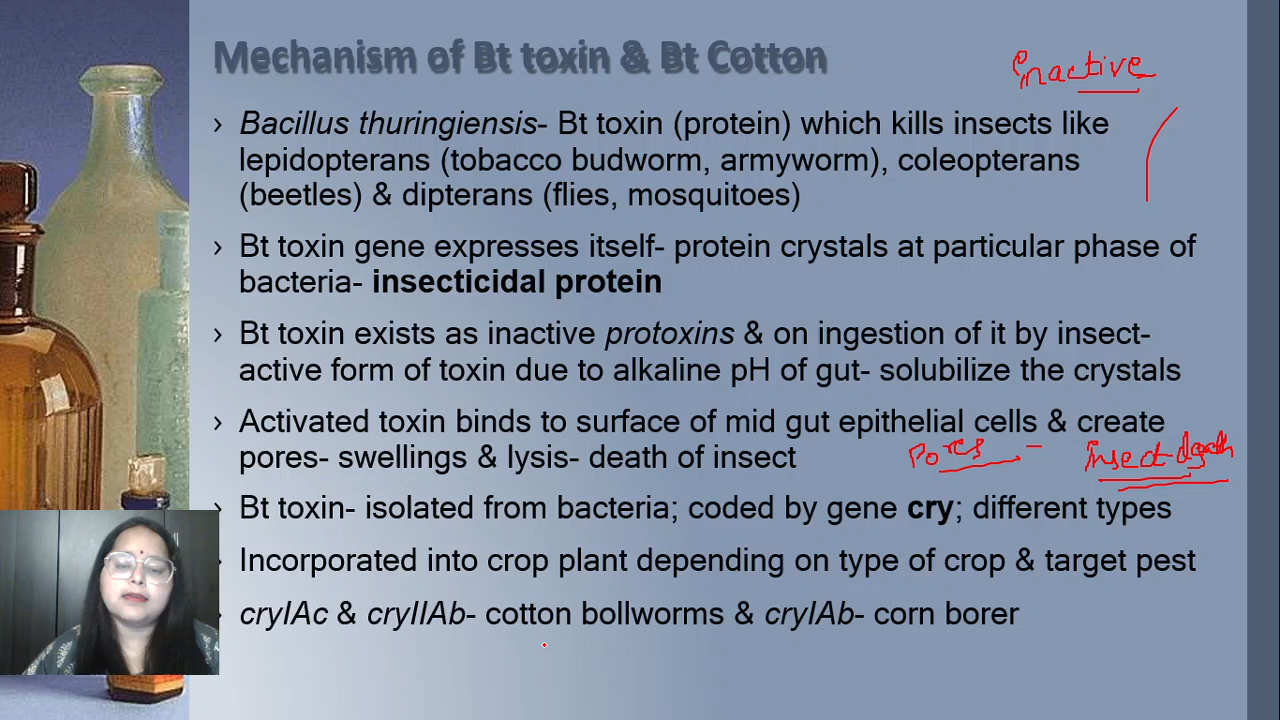 Mechanism of Bt toxin & Bt Cotton
inactive
› Bacillus thuringiensis- Bt toxin (protein) which kills insects like
lepidopterans (tobacco budworm, armyworm), coleopterans
(beetles) & dipterans (flies, mosquitoes)
› Bt toxin gene expresses itself- protein crystals at particular phase of
bacteria- insecticidal protein
› Bt toxin exists as inactive protoxins & on ingestion of it by insect-
active form of toxin due to alkaline pH of gut- solubilize the crystals
› Activated toxin binds to surface of mid gut epithelial cells & create
pores- swellings & lysis- death of insect
Pores - insect death
› Bt toxin- isolated from bacteria; coded by gene cry; different types
› Incorporated into crop plant depending on type of crop & target pest
› cryIAc & cryIIAb- cotton bollworms & cryIAb- corn borer